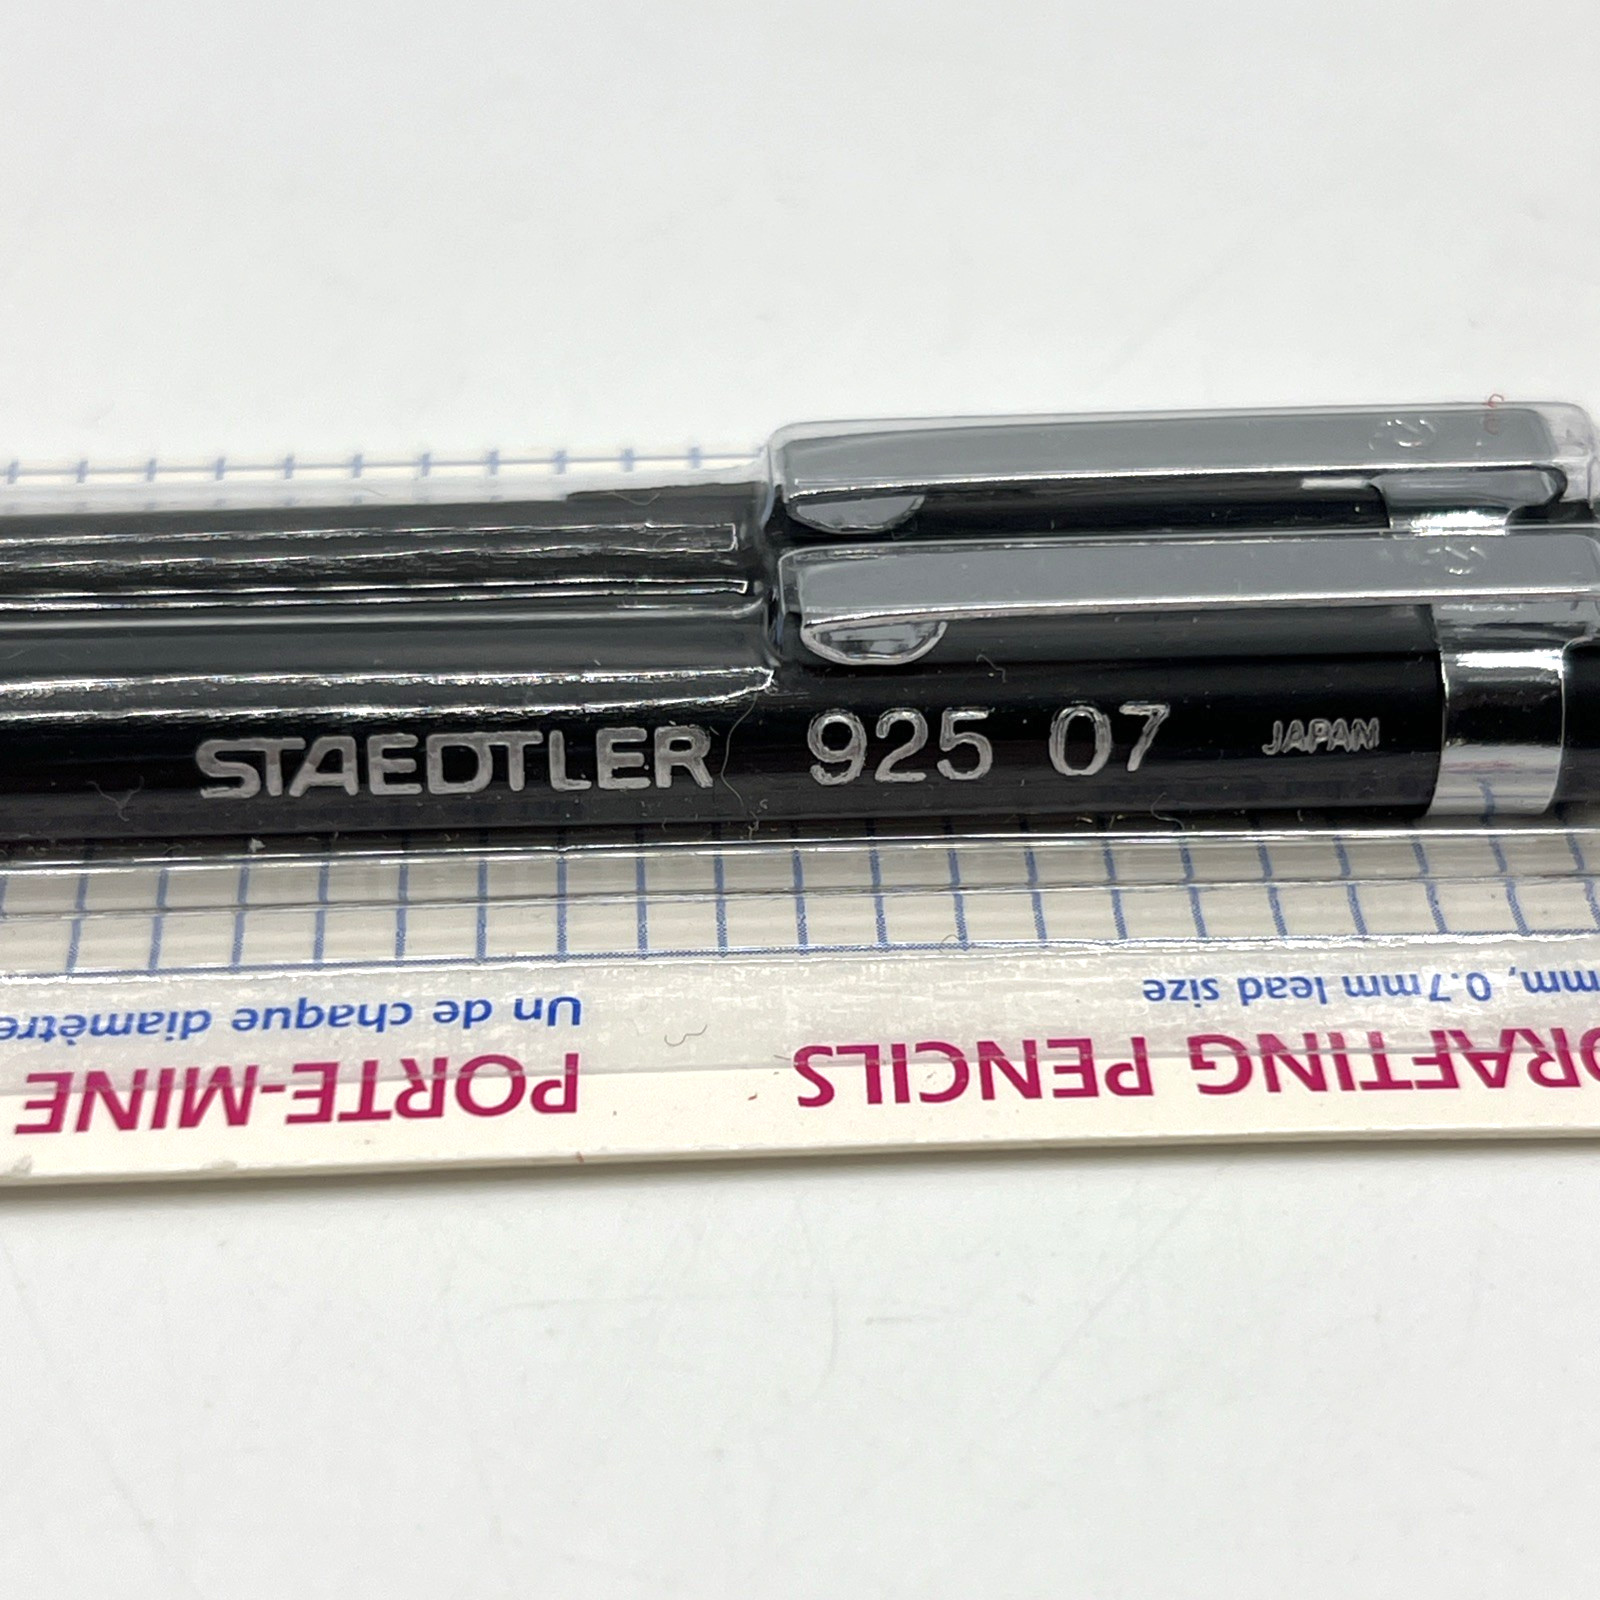 STAEDTLER 925 07 JAPAN
DRAFTING PENCILS
mm, 0.7mm lead size
PORTE-MINE
Un de chaque diamètre